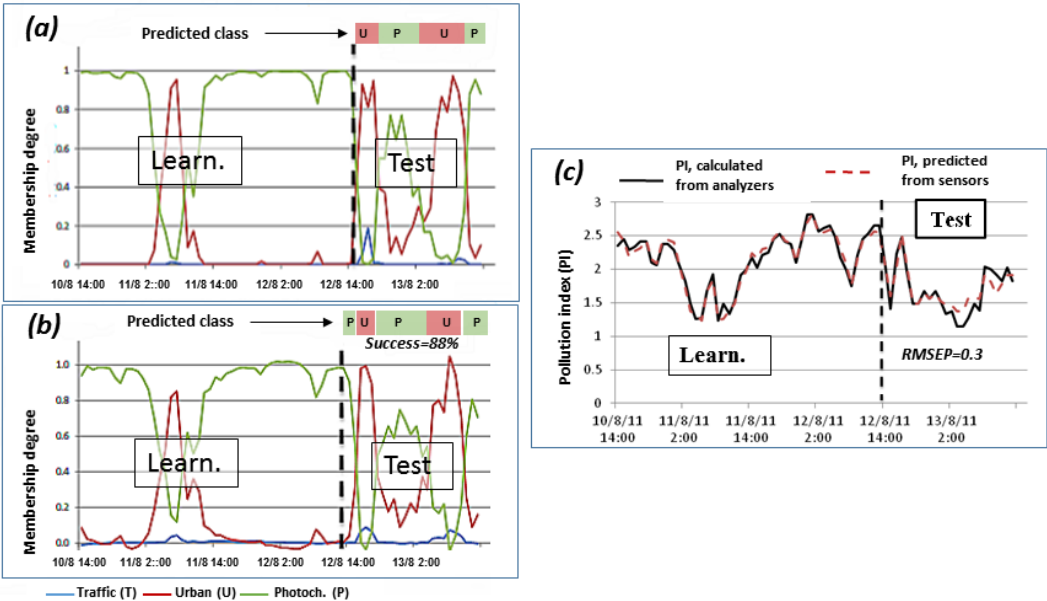 (a)
Predicted class
U P U P
Membership degree
1
0.8
0.6
0.4
0.2
0
Learn.
Test
10/8 14:00 11/8 2::00 11/8 14:00 12/8 2:00 12/8 14:00 13/8 2:00
(b)
Predicted class
P U P U P
Success=88%
Membership degree
1.0
0.8
0.6
0.4
0.2
0.0
Learn.
Test
10/8 14:00 11/8 2:00 11/8 14:00 12/8 2:00 12/8 14:00 13/8 2:00
Traffic (T) Urban (U) Photoch. (P)
(c)
PI, calculated
from analyzers
PI, predicted
from sensors
Pollution index (PI)
3
2.5
2
1.5
1
0.5
0
Test
Learn.
RMSEP=0.3
10/8/11 11/8/11 11/8/11 12/8/11 12/8/11 13/8/11
14:00 2:00 14:00 2:00 14:00 2:00